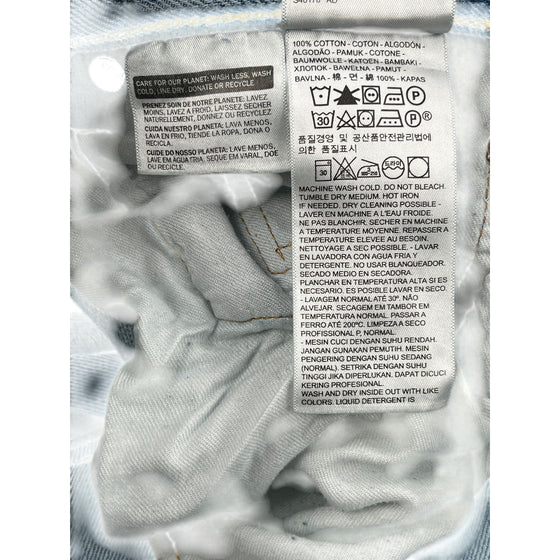 CARE FOR OUR PLANET: WASH LESS, WASH
COLD, LINE DRY, DONATE OR RECYCLE
PRENEZ SOIN DE NOTRE PLANETE: LAVEZ
MOINS, LAVEZ A FROID, LAISSEZ SECHER
NATURELLEMENT, DONNEZ OU RECYCLEZ
CUIDA NUESTRO PLANETA: LAVA MENOS,
LAVA EN FRIO, TIENDE LA ROPA, DONA O
RECICLA
CUIDE DO NOSSO PLANETA: LAVE MENOS,
LAVE EM ÁGUA FRIA, SEQUE EM VARAL, DOE
OU RECICLE
100% COTTON - COTON - ALGODÓN -
ALGODÃO - PAMUK - COTONE -
BAUMWOLLE - KATOEN - BAMBAKI -
ХЛОПОК - BAWEŁNA - PAMUT -
BAVLNA - 棉 - 면 - 綿 100% - KAPAS
30
품질경영 및 공산품안전관리법에
의한 품질표시
30
드라이
MACHINE WASH COLD. DO NOT BLEACH.
TUMBLE DRY MEDIUM. HOT IRON
IF NEEDED. DRY CLEANING POSSIBLE -
LAVER EN MACHINE A L'EAU FROIDE.
NE PAS BLANCHIR. SECHER EN MACHINE
A TEMPERATURE MOYENNE. REPASSER A
TEMPERATURE ELEVEE AU BESOIN.
NETTOYAGE A SEC POSSIBLE. - LAVAR
EN LAVADORA CON AGUA FRIA Y
DETERGENTE. NO USAR BLANQUEADOR.
SECADO MEDIO EN SECADORA.
PLANCHAR EN TEMPERATURA ALTA SI ES
NECESARIO. ES POSIBLE LAVAR EN SECO.
- LAVAGEM NORMAL ATÉ 30º. NÃO
ALVEJAR. SECAGEM EM TAMBOR EM
TEMPERATURA NORMAL. PASSAR A
FERRO ATÉ 200ºC. LIMPEZA A SECO
PROFISSIONAL P, NORMAL.
- MESIN CUCI DENGAN SUHU RENDAH.
JANGAN GUNAKAN PEMUTIH. MESIN
PENGERING DENGAN SUHU SEDANG
(NORMAL). SETRIKA DENGAN SUHU
TINGGI JIKA DIPERLUKAN. DAPAT DICUCI
KERING PROFESIONAL.
WASH AND DRY INSIDE OUT WITH LIKE
COLORS. LIQUID DETERGENT IS